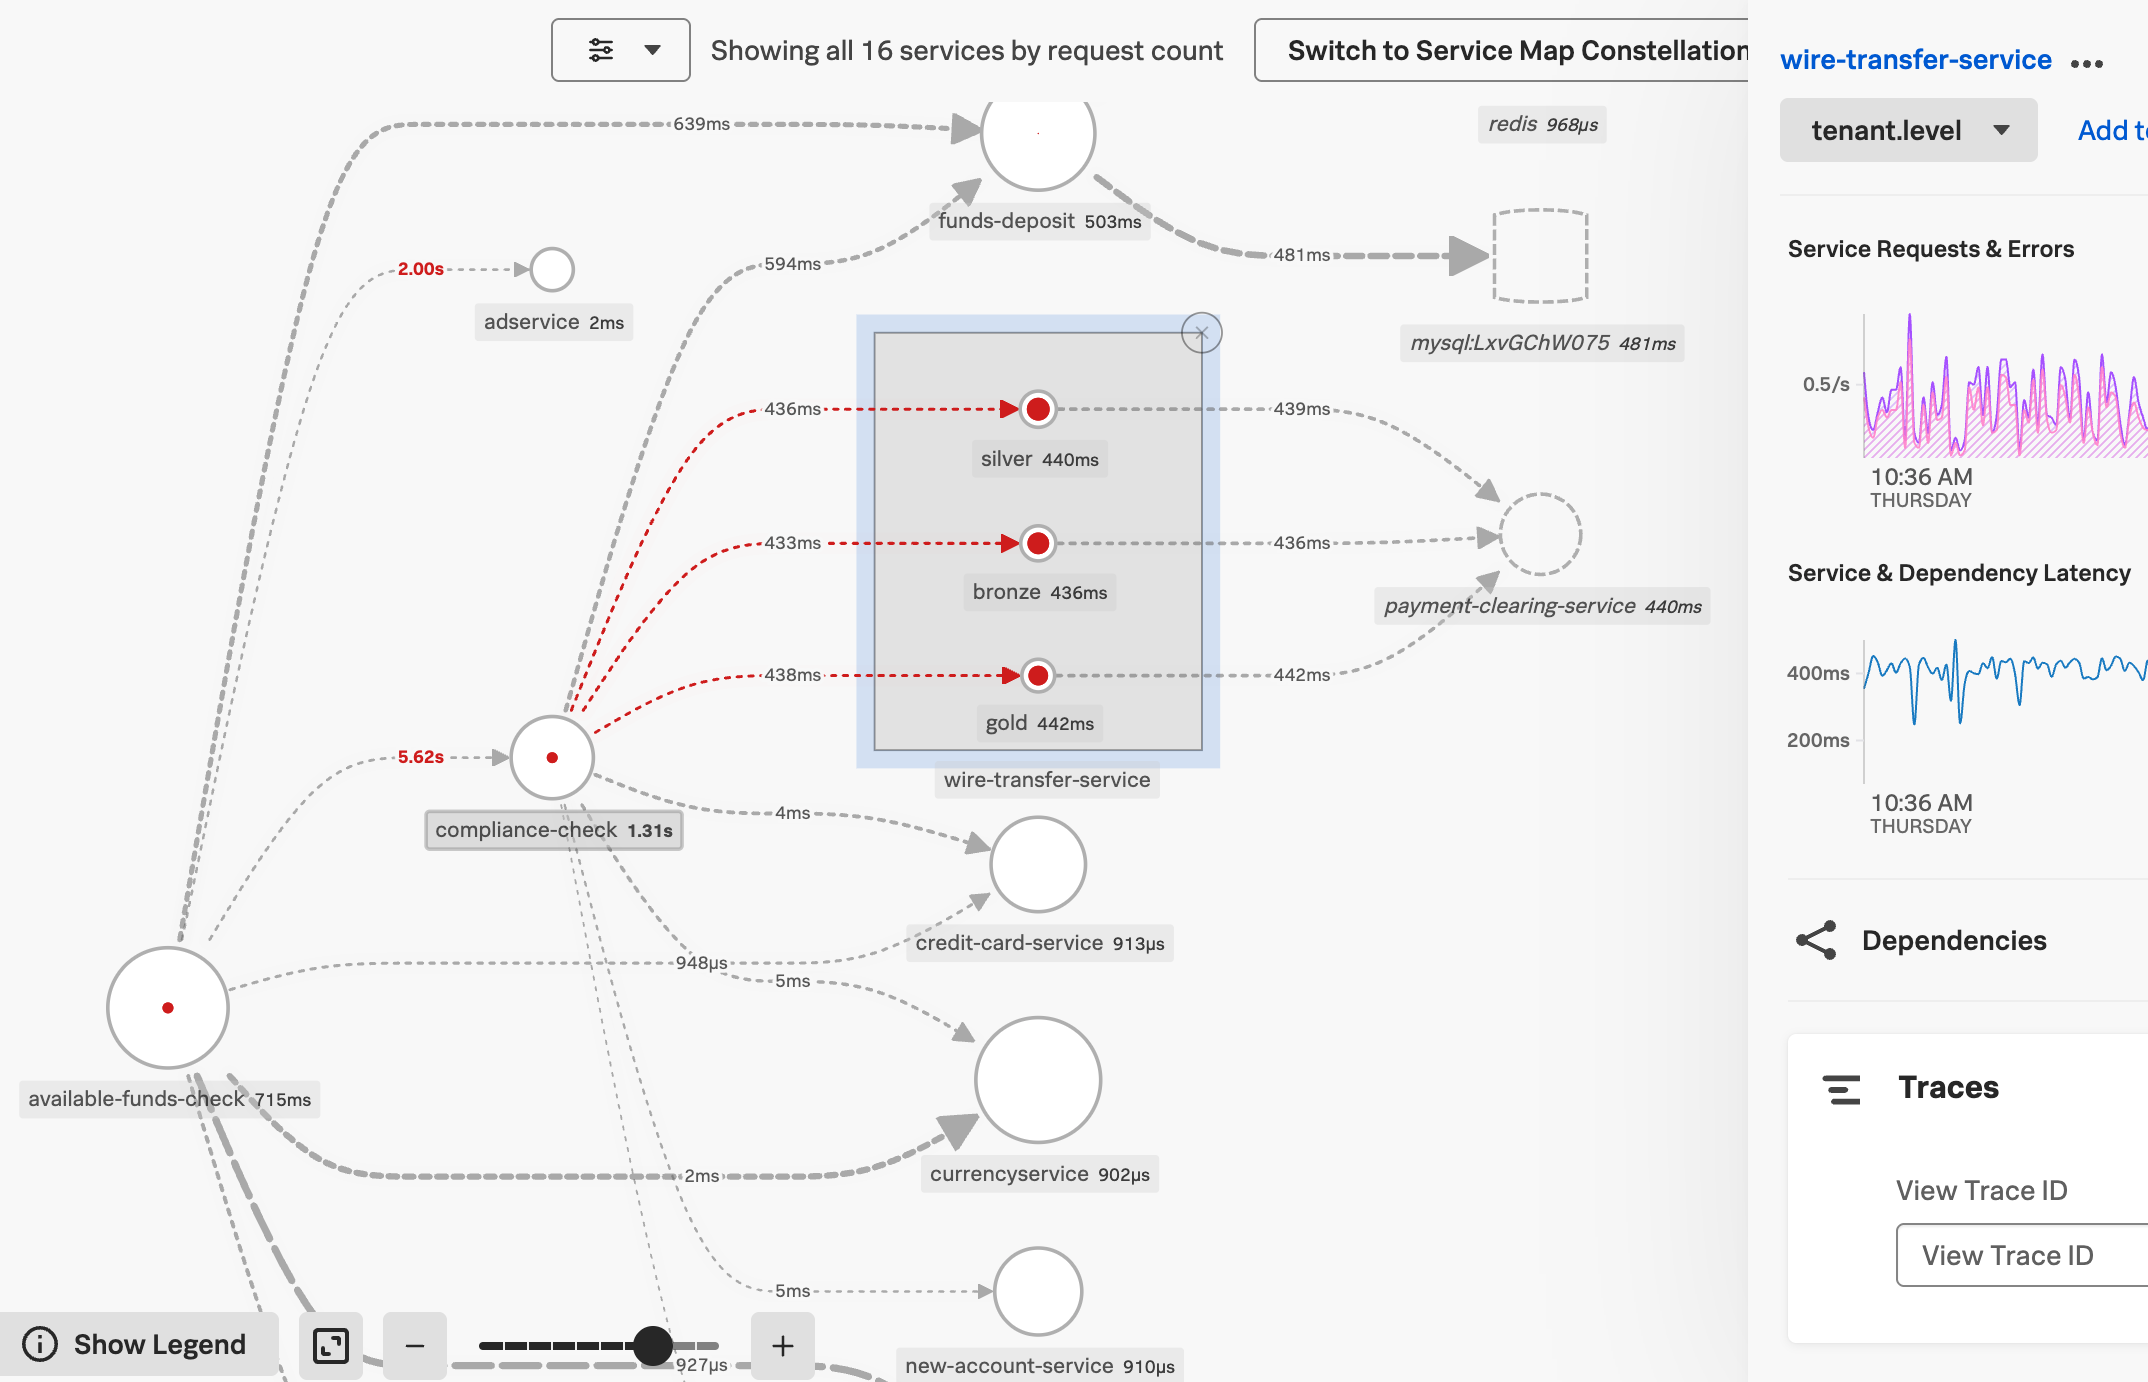 Showing all 16 services by request count
Switch to Service Map Constellation
639ms
redis 968µs
funds-deposit 503ms
594ms
481ms
2.00s
adservice 2ms
mysql:LxvGChW075 481ms
436ms
439ms
silver 440ms
433ms
436ms
bronze 436ms
payment-clearing-service 440ms
438ms
442ms
gold 442ms
5.62s
wire-transfer-service
4ms
compliance-check 1.31s
credit-card-service 913µs
948µs
5ms
available-funds-check 715ms
2ms
currencyservice 902µs
5ms
Show Legend
927µs
new-account-service 910µs
wire-transfer-service
tenant.level
Add t
Service Requests & Errors
0.5/s
10:36 AM
THURSDAY
Service & Dependency Latency
400ms
200ms
10:36 AM
THURSDAY
Dependencies
Traces
View Trace ID
View Trace ID